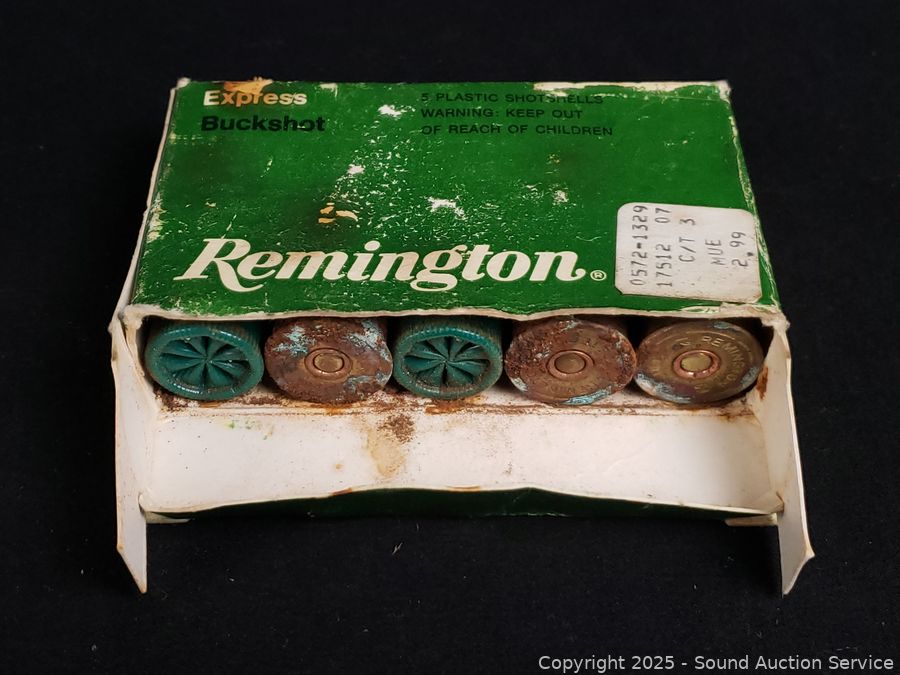 Express
Buckshot
5 PLASTIC SHOTSHELLS
WARNING: KEEP OUT
OF REACH OF CHILDREN
Remington®
0572-1329
17512 07
C/T 3
MUE
2.99
REMING
Copyright © 2025 - Sound Auction Service